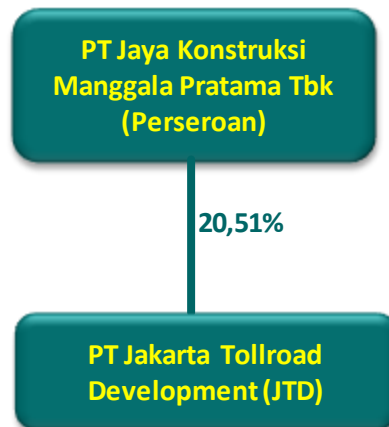 PT Jaya Konstruksi
Manggala Pratama Tbk
(Perseroan)
20,51%
PT Jakarta Tollroad
Development (JTD)